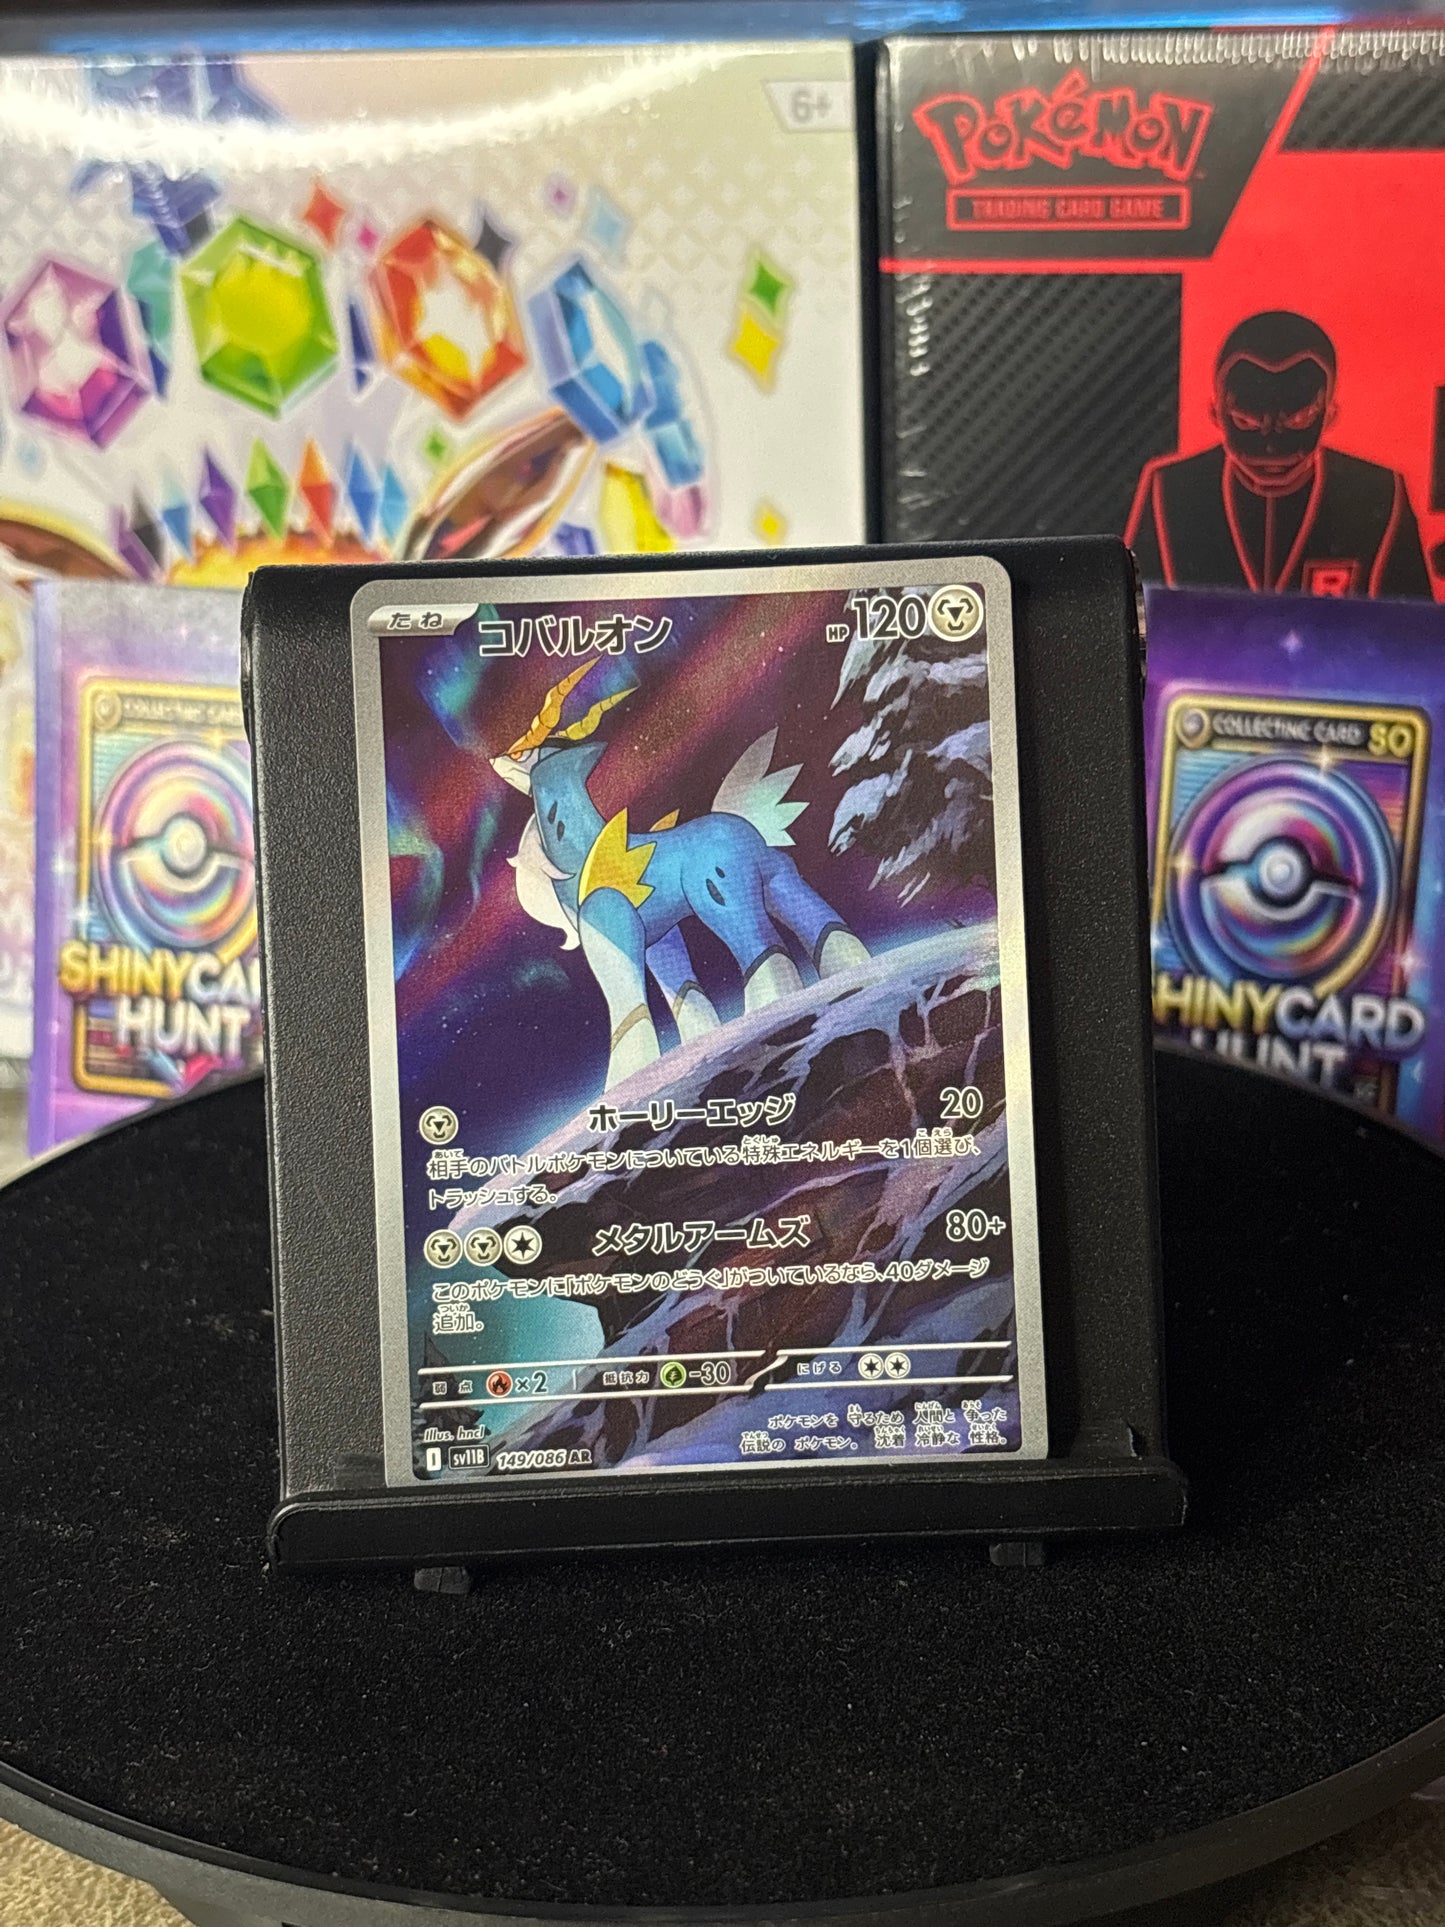 6+
POKéMON
TRADING CARD GAME
COLLECTING CARD
SHINYCA
HUNT
COLLECTING CARD SO
HINYCARD
HUNT
R
たね
コバルオン
HP 120
ホーリーエッジ 20
相手のバトルポケモンについている特殊エネルギーを1個選び、
トラッシュする。
メタルアームズ 80+
このポケモンに「ポケモンのどうぐ」がついているなら、40ダメージ
追加。
弱点 ×2 抵抗力 -30 にげる
Illus. hncl
ポケモンを 守るため 人間と 争った
伝説の ポケモン。 沈着 冷静な 性格。
I sv11B 149/086 AR